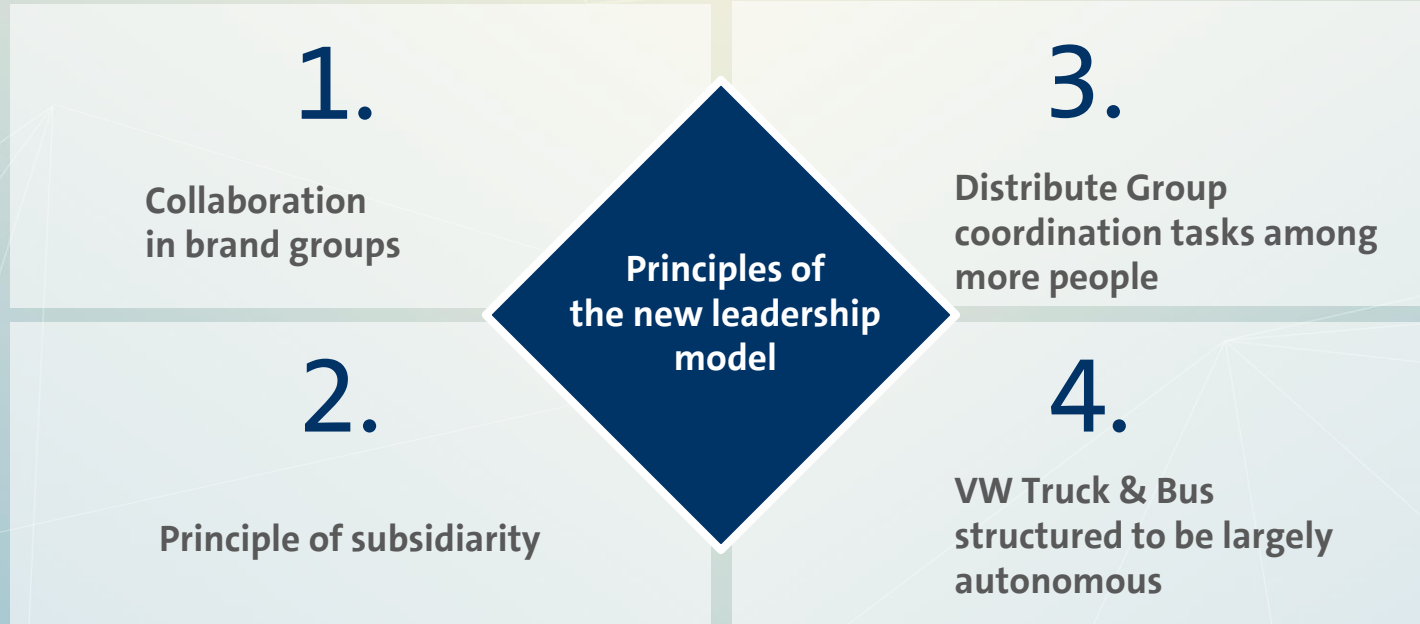 1.
Collaboration
in brand groups
2.
Principle of subsidiarity
Principles of
the new leadership
model
3.
Distribute Group
coordination tasks among
more people
4.
VW Truck & Bus
structured to be largely
autonomous